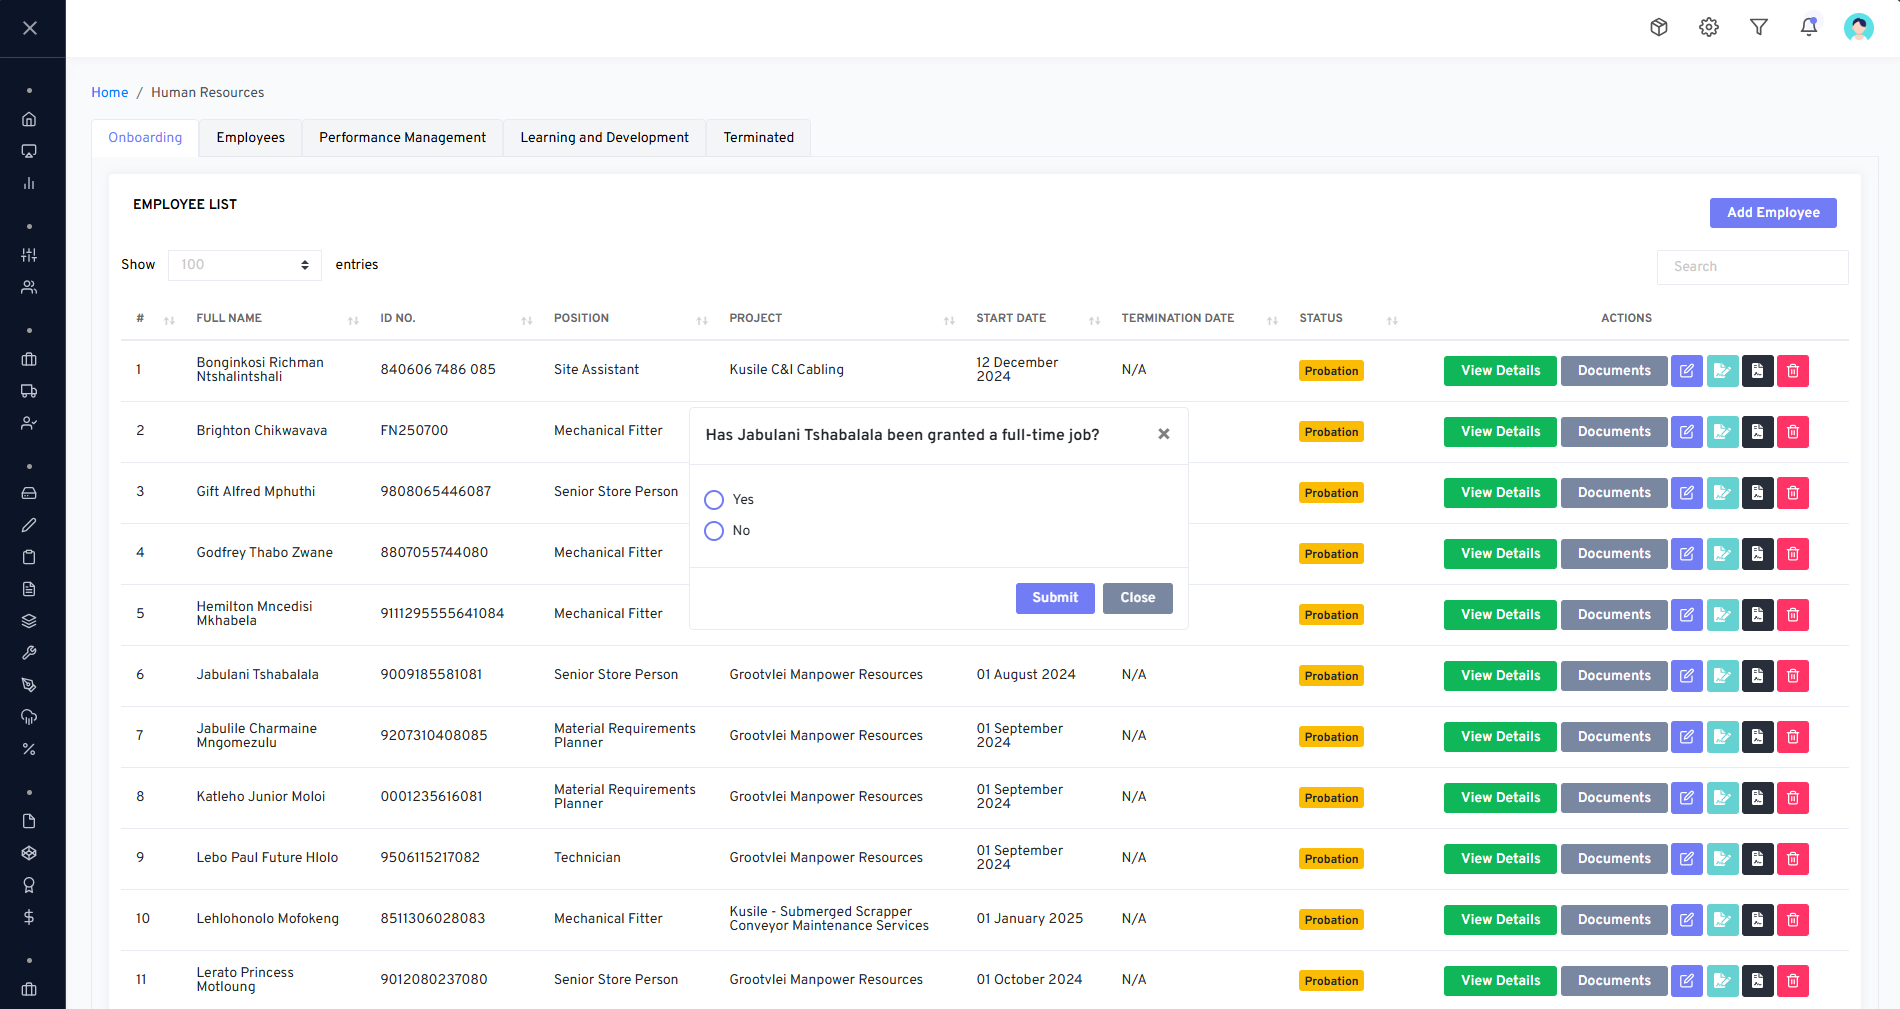 Home / Human Resources
Onboarding Employees Performance Management Learning and Development Terminated
EMPLOYEE LIST
Add Employee
Show 100 entries
Search
# FULL NAME ID NO. POSITION PROJECT START DATE TERMINATION DATE STATUS ACTIONS
1 Bonginkosi Richman Ntshalintshali 840606 7486 085 Site Assistant Kusile C&I Cabling 12 December 2024 N/A Probation View Details Documents
2 Brighton Chikwavava FN250700 Mechanical Fitter Probation View Details Documents
3 Gift Alfred Mphuthi 9808065446087 Senior Store Person Probation View Details Documents
4 Godfrey Thabo Zwane 8807055744080 Mechanical Fitter Probation View Details Documents
5 Hemilton Mncedisi Mkhabela 9111295555641084 Mechanical Fitter Probation View Details Documents
Has Jabulani Tshabalala been granted a full-time job?
Yes
No
Submit Close
6 Jabulani Tshabalala 9009185581081 Senior Store Person Grootvlei Manpower Resources 01 August 2024 N/A Probation View Details Documents
7 Jabulile Charmaine Mngomezulu 9207310408085 Material Requirements Planner Grootvlei Manpower Resources 01 September 2024 N/A Probation View Details Documents
8 Katleho Junior Moloi 0001235616081 Material Requirements Planner Grootvlei Manpower Resources 01 September 2024 N/A Probation View Details Documents
9 Lebo Paul Future Hlolo 9506115217082 Technician Grootvlei Manpower Resources 01 September 2024 N/A Probation View Details Documents
10 Lehlohonolo Mofokeng 8511306028083 Mechanical Fitter Kusile - Submerged Scrapper Conveyor Maintenance Services 01 January 2025 N/A Probation View Details Documents
11 Lerato Princess Motloung 9012080237080 Senior Store Person Grootvlei Manpower Resources 01 October 2024 N/A Probation View Details Documents